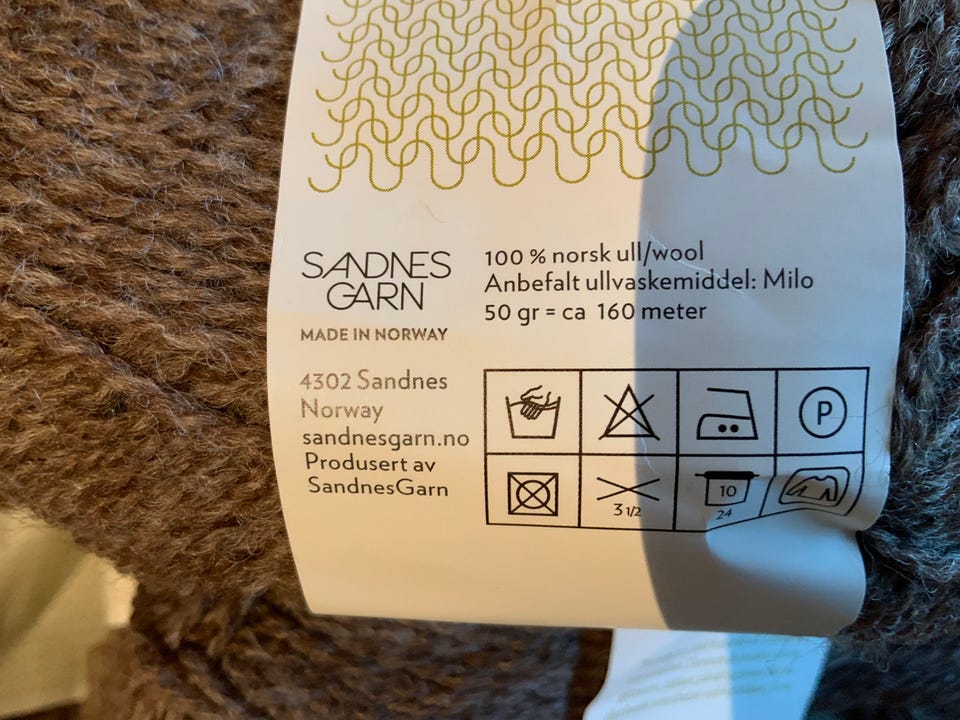 SANDNES
GARN
MADE IN NORWAY
4302 Sandnes
Norway
sandnesgarn.no
Produsert av
SandnesGarn
100 % norsk ull/wool
Anbefalt ullvaskemiddel: Milo
50 gr = ca 160 meter
P
3 1/2
10
24